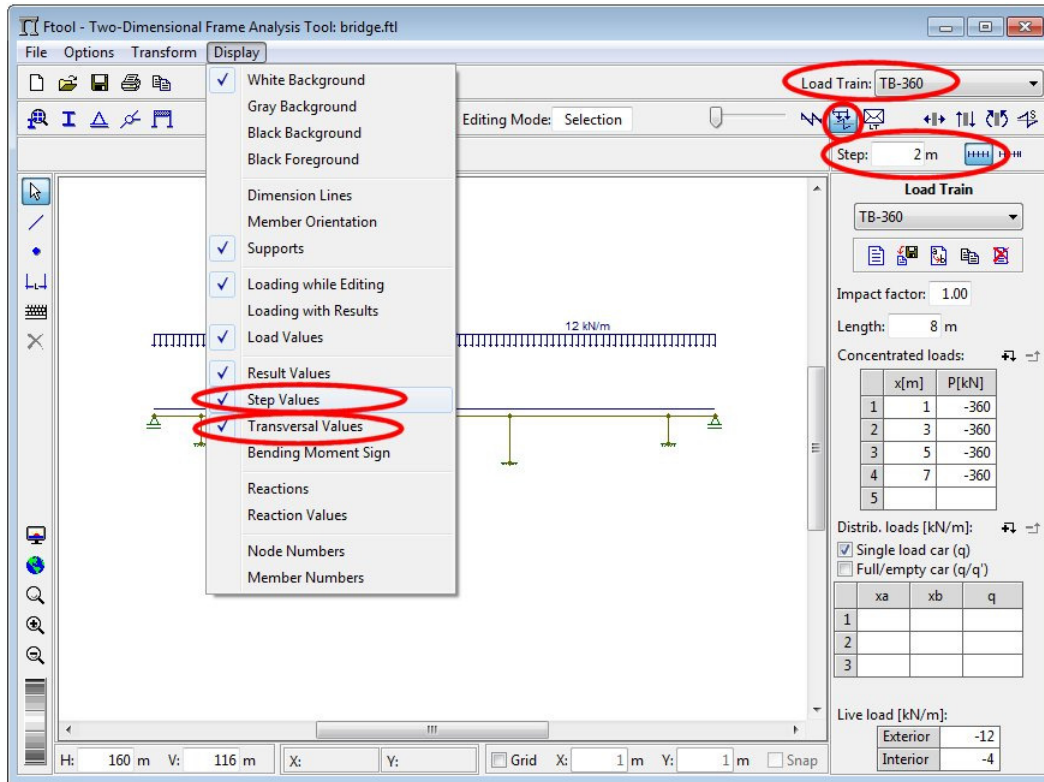 Ftool - Two-Dimensional Frame Analysis Tool: bridge.ftl
File Options Transform Display
Load Train: TB-360
Editing Mode: Selection
LT
Step: 2 m
White Background
Gray Background
Black Background
Black Foreground
Dimension Lines
Member Orientation
Supports
Loading while Editing
Loading with Results
Load Values
Result Values
Step Values
Transversal Values
Bending Moment Sign
Reactions
Reaction Values
Node Numbers
Member Numbers
12 kN/m
Load Train
TB-360
Impact factor: 1.00
Length: 8 m
Concentrated loads:
x[m] P[kN]
1 1 -360
2 3 -360
3 5 -360
4 7 -360
5
Distrib. loads [kN/m]:
Single load car (q)
Full/empty car (q/q')
xa xb q
1
2
3
Live load [kN/m]:
Exterior -12
Interior -4
H: 160 m V: 116 m X: Y: Grid X: 1 m Y: 1 m Snap